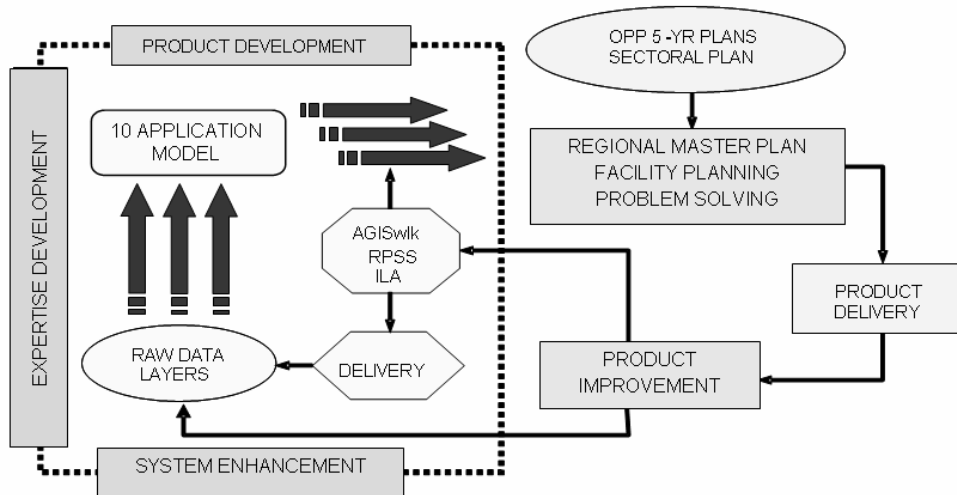 PRODUCT DEVELOPMENT
OPP 5 -YR PLANS
SECTORAL PLAN
EXPERTISE DEVELOPMENT
10 APPLICATION
MODEL
REGIONAL MASTER PLAN
FACILITY PLANNING
PROBLEM SOLVING
AGISwlk
RPSS
ILA
PRODUCT
DELIVERY
RAW DATA
LAYERS
DELIVERY
PRODUCT
IMPROVEMENT
SYSTEM ENHANCEMENT